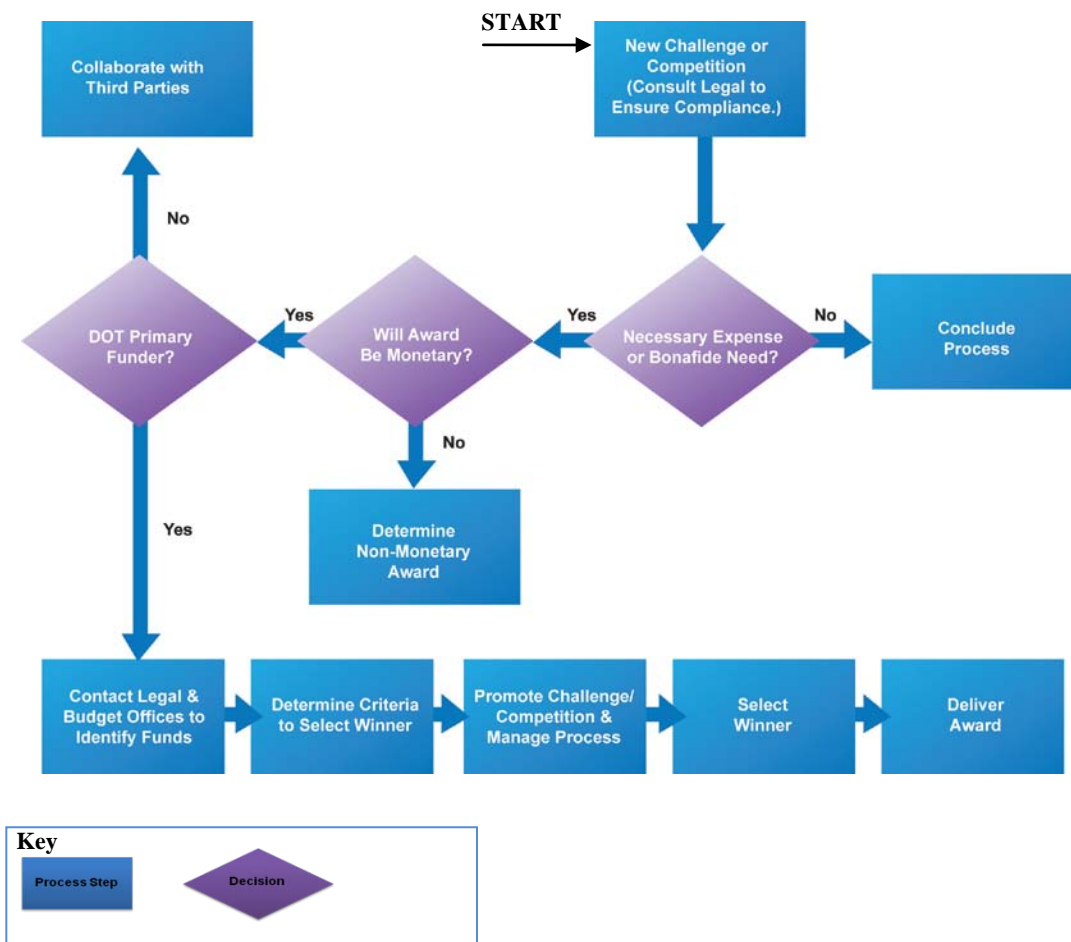 START
New Challenge or
Competition
(Consult Legal to
Ensure Compliance.)
Collaborate with
Third Parties
No
DOT Primary
Funder?
Yes
Will Award
Be Monetary?
Yes
Necessary Expense
or Bonafide Need?
No
Conclude
Process
No
Determine
Non-Monetary
Award
Yes
Contact Legal &
Budget Offices to
Identify Funds
Determine Criteria
to Select Winner
Promote Challenge/
Competition &
Manage Process
Select
Winner
Deliver
Award
Key
Process Step
Decision